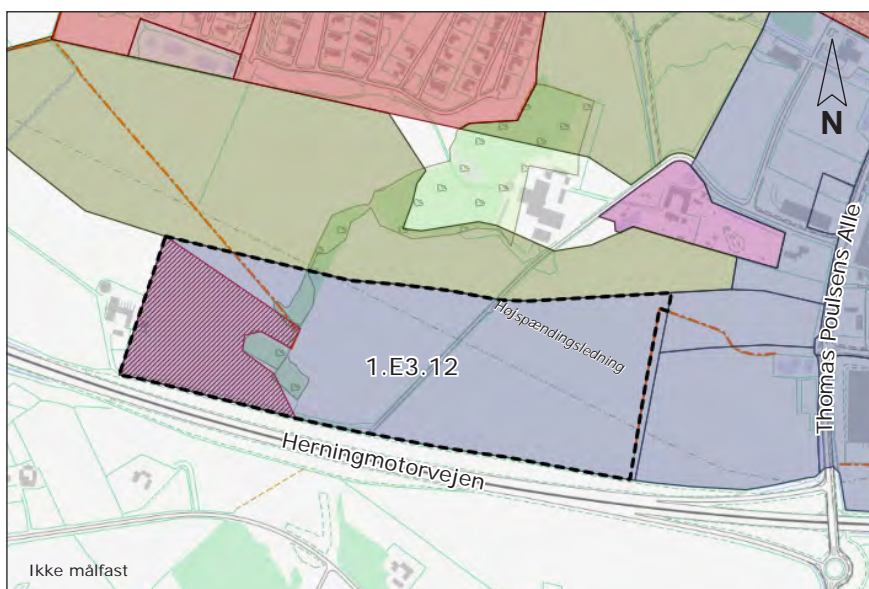 N
Thomas Poulsens Alle
Højspændingsledning
1.E3.12
Herningmotorvejen
Ikke målfast